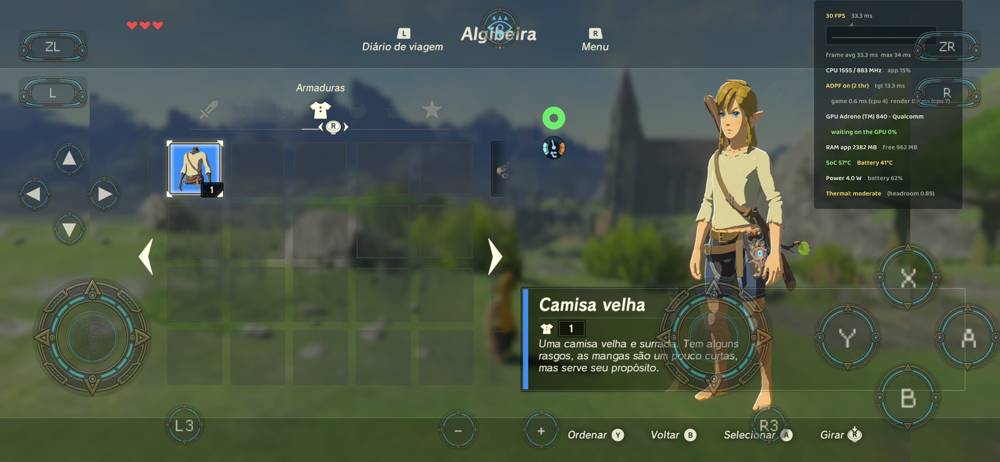 ZL
L
Diário de viagem
Algibeira
R
Menu
30 FPS 33.3 ms
ZR
frame avg 33.3 ms max 34 ms
CPU 1555 / 883 MHz app 15%
ADPF on (2 thr) tgt 13.3 ms
game 0.6 ms (cpu 4) render
GPU Adreno (TM) 840 - Qualcomm
waiting on the GPU 0%
RAM app 2382 MB free 962 MB
SoC 57°C Battery 41°C
Power 4.0 W battery 62%
Thermal: moderate (headroom 0.89)
L
R
Armaduras
R
1
Camisa velha
1
Uma camisa velha e surrada. Tem alguns
rasgos, as mangas são um pouco curtas,
mas serve seu propósito.
X
Y
A
B
L3
-
+
R3
Ordenar Y
Voltar B
Selecionar A
Girar R